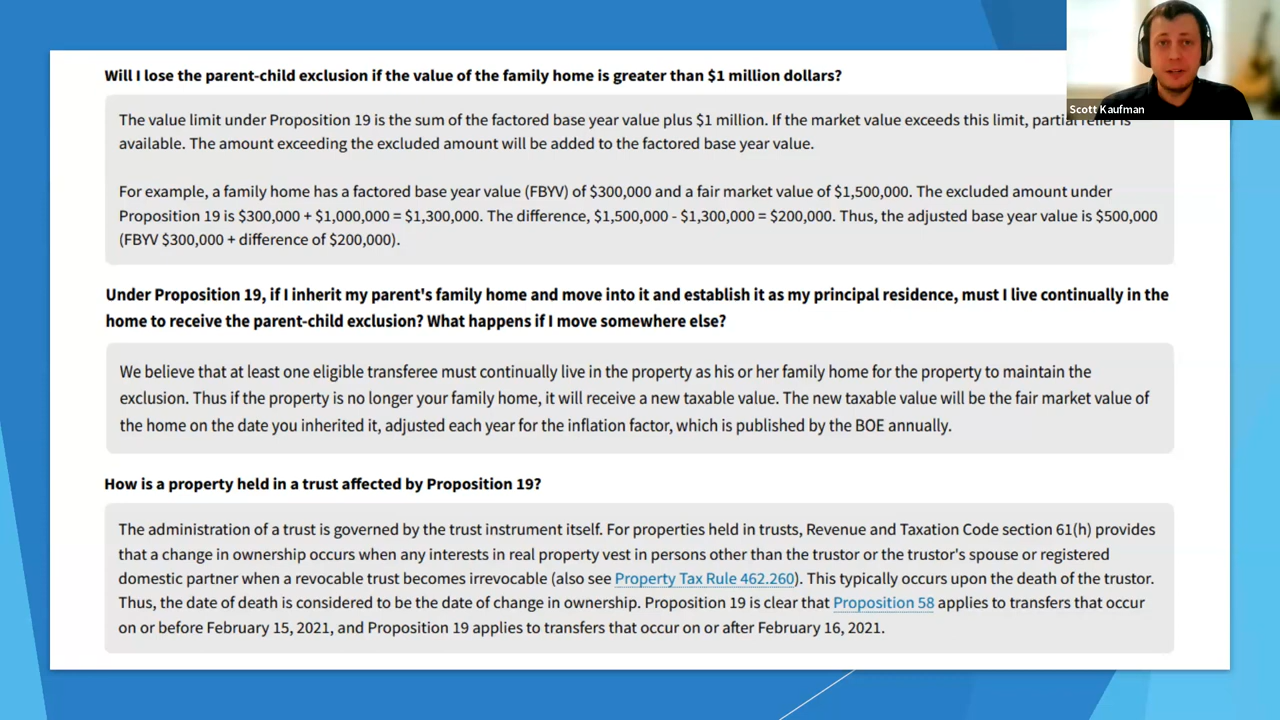 Will I lose the parent-child exclusion if the value of the family home is greater than $1 million dollars?
Scott Kaufman
The value limit under Proposition 19 is the sum of the factored base year value plus $1 million. If the market value exceeds this limit, partial relief is
available. The amount exceeding the excluded amount will be added to the factored base year value.
For example, a family home has a factored base year value (FBYV) of $300,000 and a fair market value of $1,500,000. The excluded amount under
Proposition 19 is $300,000 + $1,000,000 = $1,300,000. The difference, $1,500,000 - $1,300,000 = $200,000. Thus, the adjusted base year value is $500,000
(FBYV $300,000 + difference of $200,000).
Under Proposition 19, if I inherit my parent's family home and move into it and establish it as my principal residence, must I live continually in the
home to receive the parent-child exclusion? What happens if I move somewhere else?
We believe that at least one eligible transferee must continually live in the property as his or her family home for the property to maintain the
exclusion. Thus if the property is no longer your family home, it will receive a new taxable value. The new taxable value will be the fair market value of
the home on the date you inherited it, adjusted each year for the inflation factor, which is published by the BOE annually.
How is a property held in a trust affected by Proposition 19?
The administration of a trust is governed by the trust instrument itself. For properties held in trusts, Revenue and Taxation Code section 61(h) provides
that a change in ownership occurs when any interests in real property vest in persons other than the trustor or the trustor's spouse or registered
domestic partner when a revocable trust becomes irrevocable (also see Property Tax Rule 462.260). This typically occurs upon the death of the trustor.
Thus, the date of death is considered to be the date of change in ownership. Proposition 19 is clear that Proposition 58 applies to transfers that occur
on or before February 15, 2021, and Proposition 19 applies to transfers that occur on or after February 16, 2021.